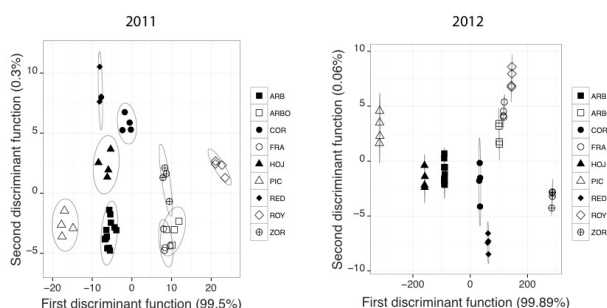 2011
Second discriminant function (0.3%)
10
5
0
−5
−20
−10
0
10
20
First discriminant function (99.5%)
ARB
ARBO
COR
FRA
HOJ
PIC
RED
ROY
ZOR
2012
Second discriminant function (0.06%)
10
5
0
−5
−10
−200
0
200
First discriminant function (99.89%)
ARB
ARB
COR
FRA
HOJ
PIC
RED
ROY
ZOR